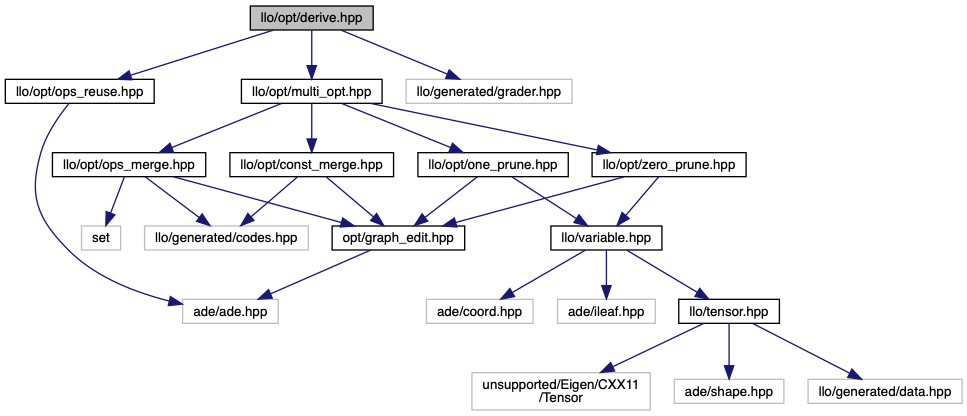 llo/opt/derive.hpp
llo/opt/ops_reuse.hpp
llo/opt/multi_opt.hpp
llo/generated/grader.hpp
llo/opt/ops_merge.hpp
llo/opt/const_merge.hpp
llo/opt/one_prune.hpp
llo/opt/zero_prune.hpp
set
llo/generated/codes.hpp
opt/graph_edit.hpp
llo/variable.hpp
ade/ade.hpp
ade/coord.hpp
ade/ileaf.hpp
llo/tensor.hpp
unsupported/Eigen/CXX11
/Tensor
ade/shape.hpp
llo/generated/data.hpp